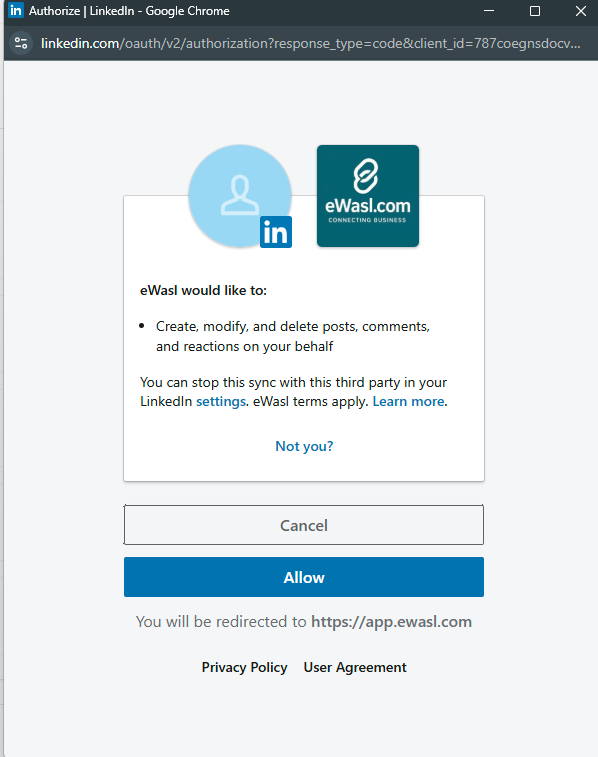 Authorize | LinkedIn - Google Chrome
linkedin.com/oauth/v2/authorization?response_type=code&client_id=787coegnsdocv...
eWasl.com
CONNECTING BUSINESS
in
eWasl would like to:
• Create, modify, and delete posts, comments,
and reactions on your behalf
You can stop this sync with this third party in your
LinkedIn settings. eWasl terms apply. Learn more.
Not you?
Cancel
Allow
You will be redirected to https://app.ewasl.com
Privacy Policy User Agreement